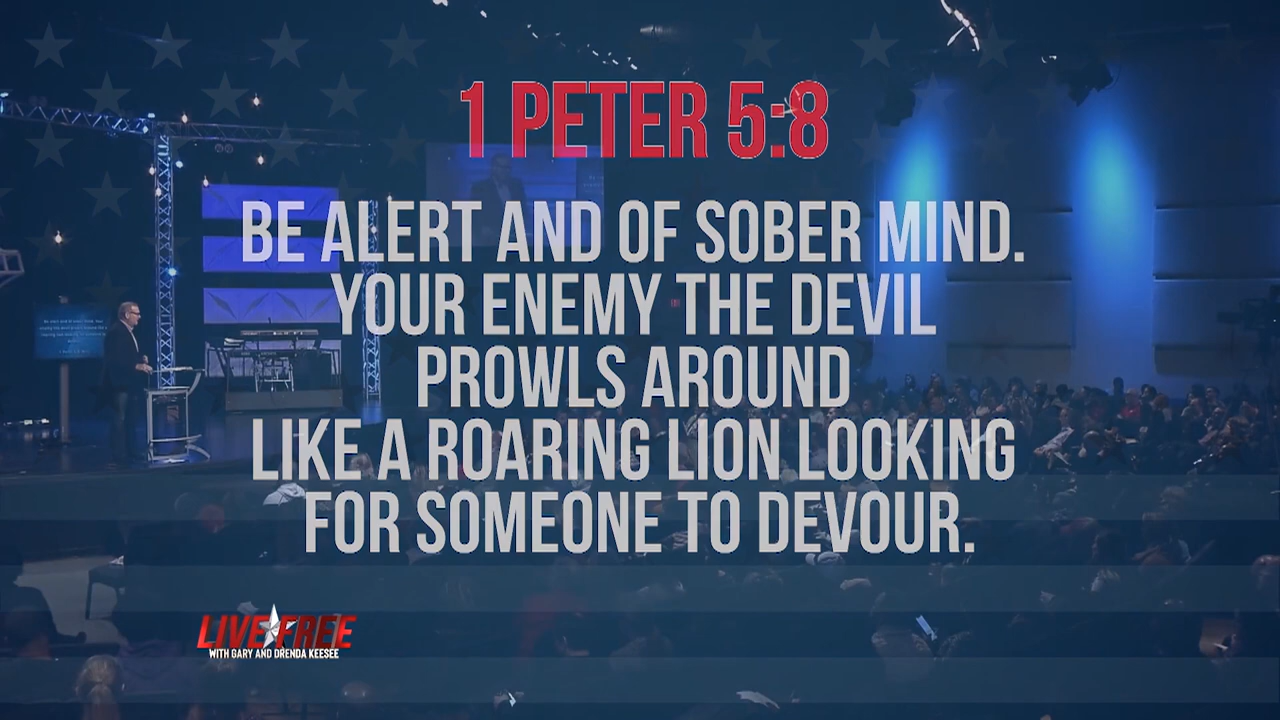 1 PETER 5:8
BE ALERT AND OF SOBER MIND.
YOUR ENEMY THE DEVIL
PROWLS AROUND
LIKE A ROARING LION LOOKING
FOR SOMEONE TO DEVOUR.
LIVE FREE
WITH GARY AND DRENDA KEESEE